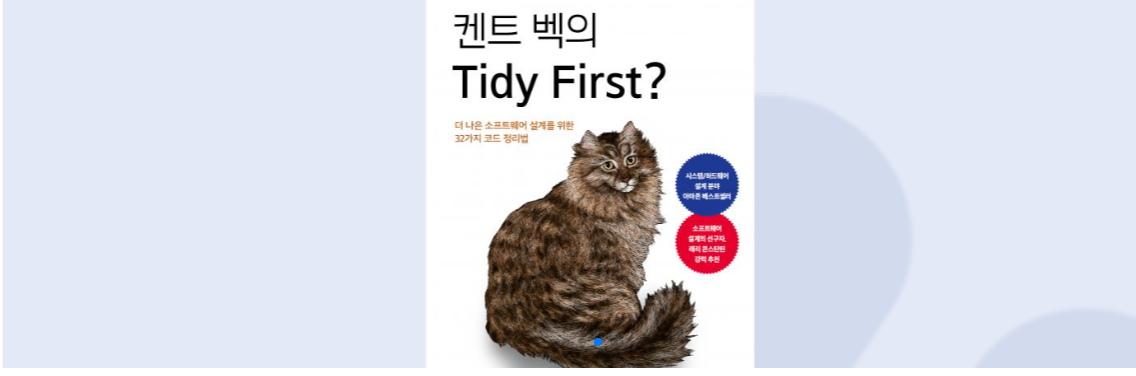 켄트 벡의
Tidy First?
더 나은 소프트웨어 설계를 위한
32가지 코드 정리법
시스템/하드웨어
설계 분야
아마존 베스트셀러
소프트웨어
설계의 선구자,
래리 콘스탄틴
강력 추천